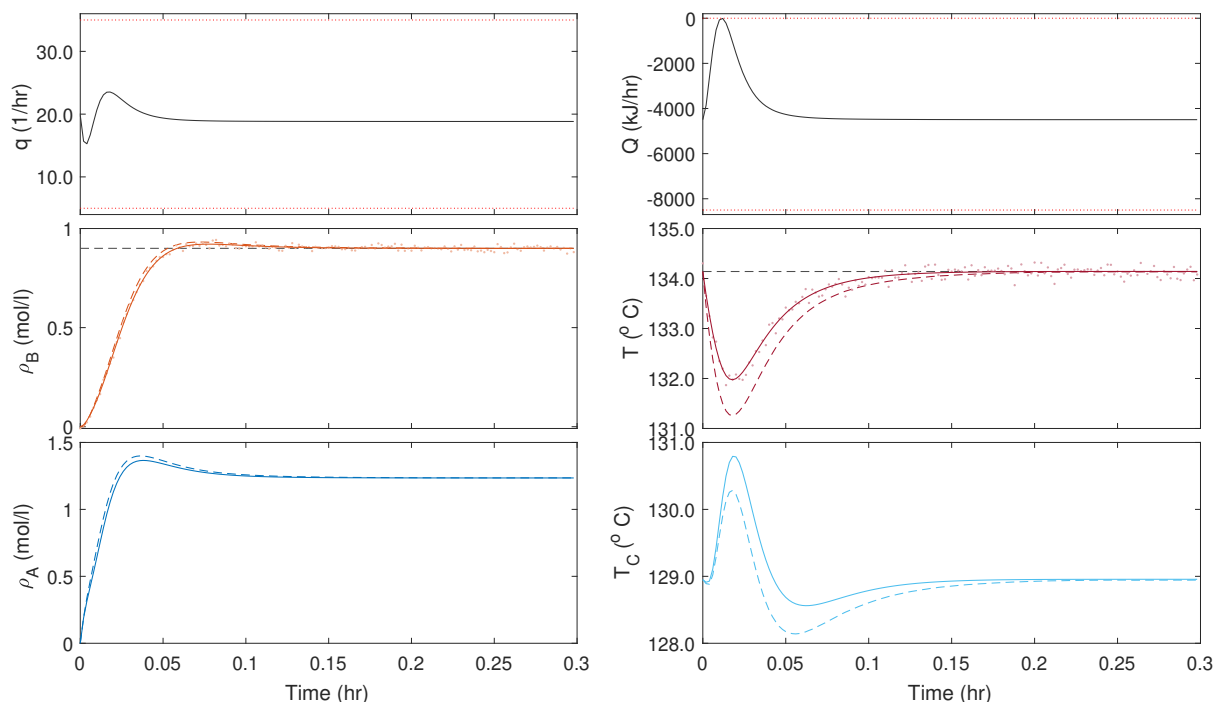 30.0
20.0
10.0
q (1/hr)
0
-2000
-4000
-6000
-8000
Q (kJ/hr)
1
0.5
0
ρB (mol/l)
135.0
134.0
133.0
132.0
131.0
T (° C)
1.5
1
0.5
0
ρA (mol/l)
131.0
130.0
129.0
128.0
TC (° C)
0 0.05 0.1 0.15 0.2 0.25 0.3
Time (hr)
0 0.05 0.1 0.15 0.2 0.25 0.3
Time (hr)